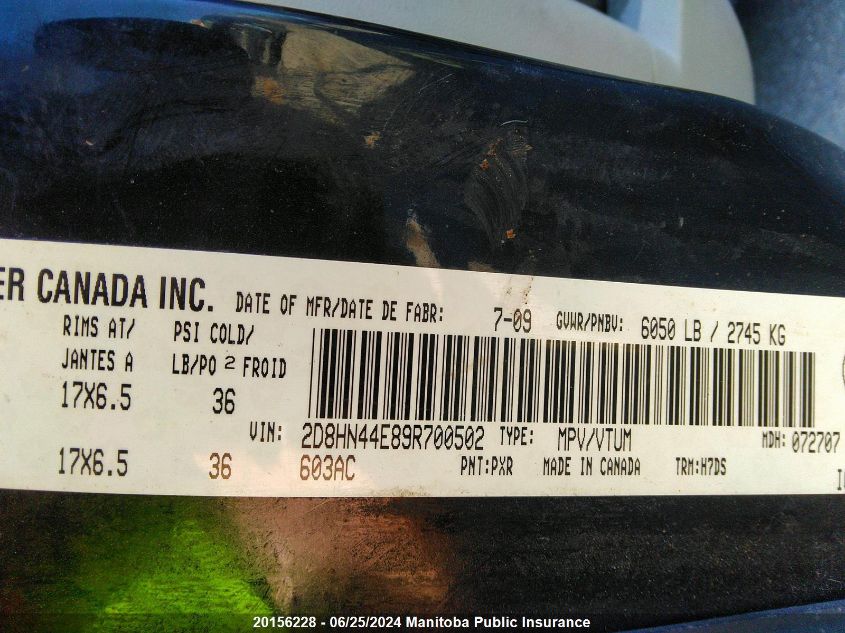 ER CANADA INC. DATE OF MFR/DATE DE FABR: 7-09 GVWR/PNBV: 6050 LB / 2745 KG
RIMS AT/ PSI COLD/
JANTES A LB/PO 2 FROID
17X6.5 36
VIN: 2D8HN44E89R700502 TYPE: MPV/VTUM MDH: 072707
17X6.5 36 603AC PNT:PXR MADE IN CANADA TRM:H7DS
20156228 - 06/25/2024 Manitoba Public Insurance